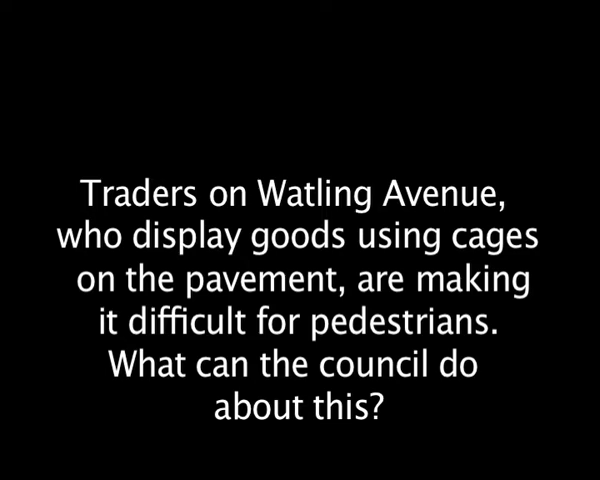 Traders on Watling Avenue,
who display goods using cages
on the pavement, are making
it difficult for pedestrians.
What can the council do
about this?